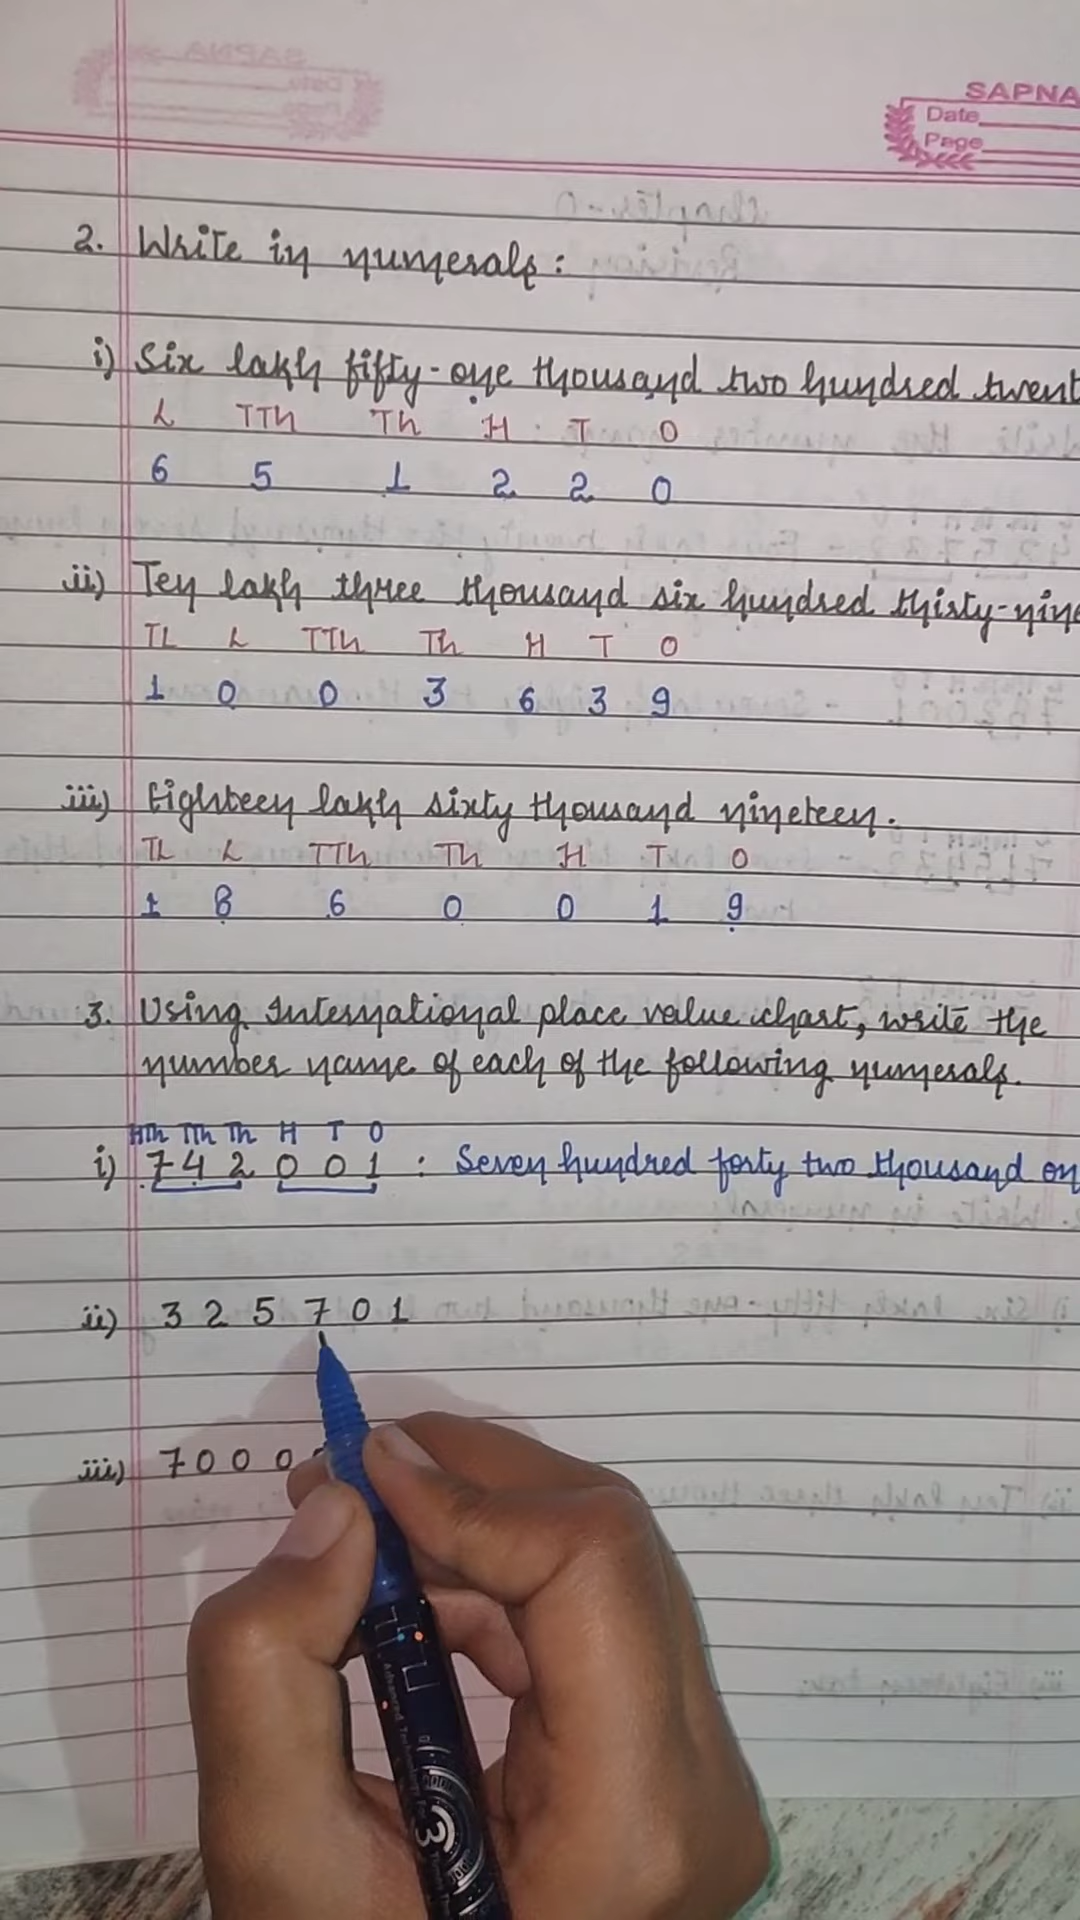 SAPNA
Date
Page
2. Write in numerals:
i) Six lakh fifty-one thousand two hundred twent
L TTh Th H T O
6 5 1 2 2 0
ii) Ten lakh three thousand six hundred thirty-nine
TL L TTh Th H T O
1 0 0 3 6 3 9
iii) Eighteen lakh sixty thousand nineteen.
TL L TTh Th H T O
1 8 6 0 0 1 9
3. Using International place value chart, write the
number name of each of the following numerals.
HTh TTh Th H T O
i) 742001 : Seven hundred forty two thousand on
ii) 325701
iii) 7000